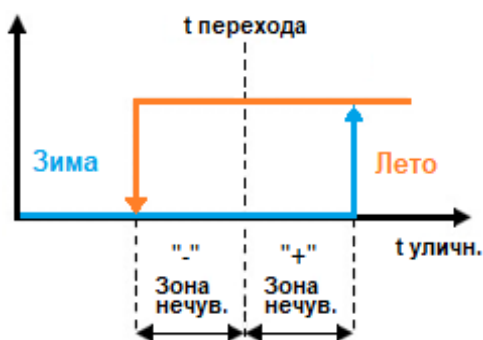 t перехода
Зима
Лето
t уличн.
"-"
Зона
нечув.
"+"
Зона
нечув.